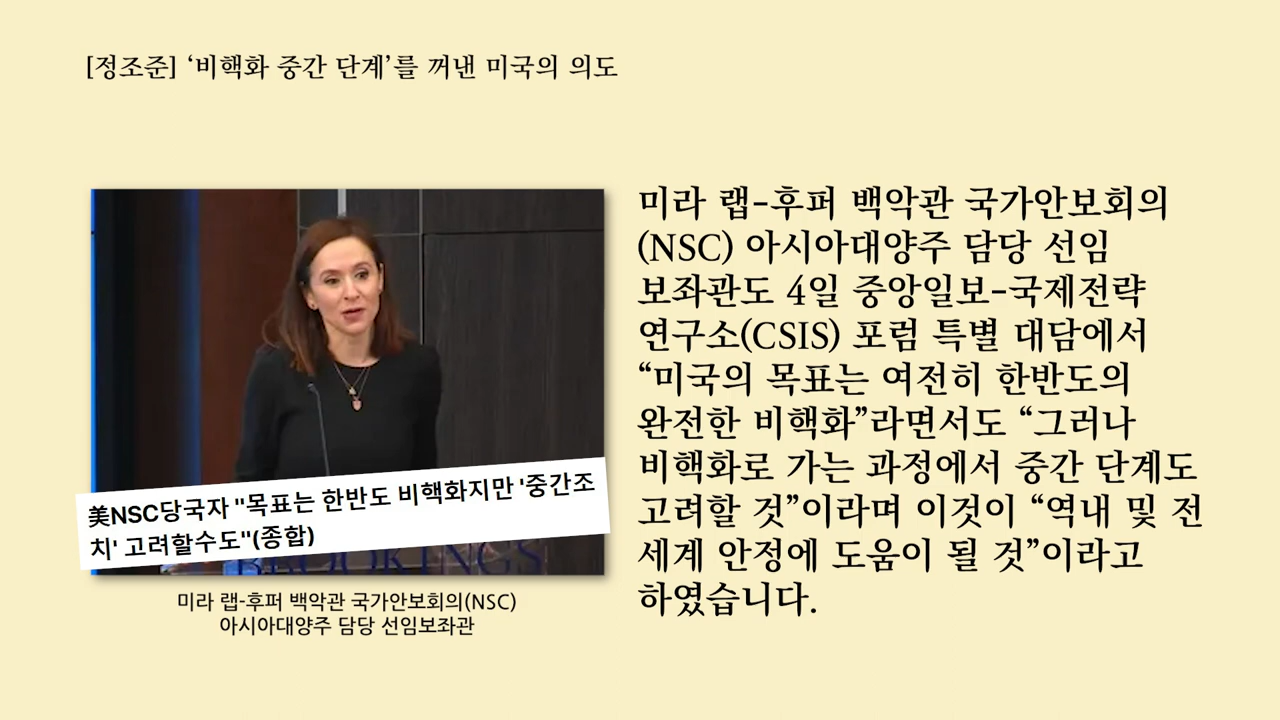 [정조준] ‘비핵화 중간 단계’를 꺼낸 미국의 의도
미라 랩-후퍼 백악관 국가안보회의
(NSC) 아시아대양주 담당 선임
보좌관도 4일 중앙일보-국제전략
연구소(CSIS) 포럼 특별 대담에서
“미국의 목표는 여전히 한반도의
완전한 비핵화”라면서도 “그러나
비핵화로 가는 과정에서 중간 단계도
고려할 것”이라며 이것이 “역내 및 전
세계 안정에 도움이 될 것”이라고
하였습니다.
美NSC당국자 "목표는 한반도 비핵화지만 '중간조
치' 고려할수도"(종합)
BROOKINGS
미라 랩-후퍼 백악관 국가안보회의(NSC)
아시아대양주 담당 선임보좌관